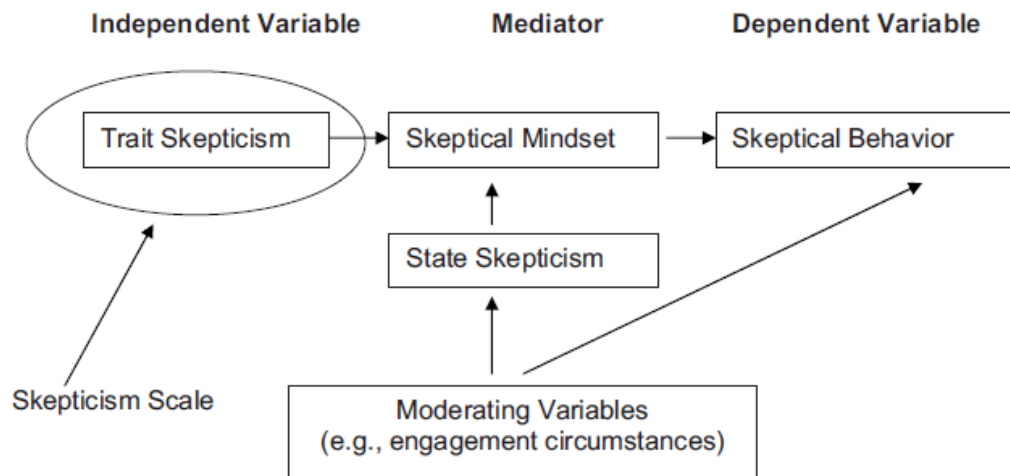 Independent Variable
Mediator
Dependent Variable
Trait Skepticism
Skeptical Mindset
Skeptical Behavior
State Skepticism
Skepticism Scale
Moderating Variables
(e.g., engagement circumstances)